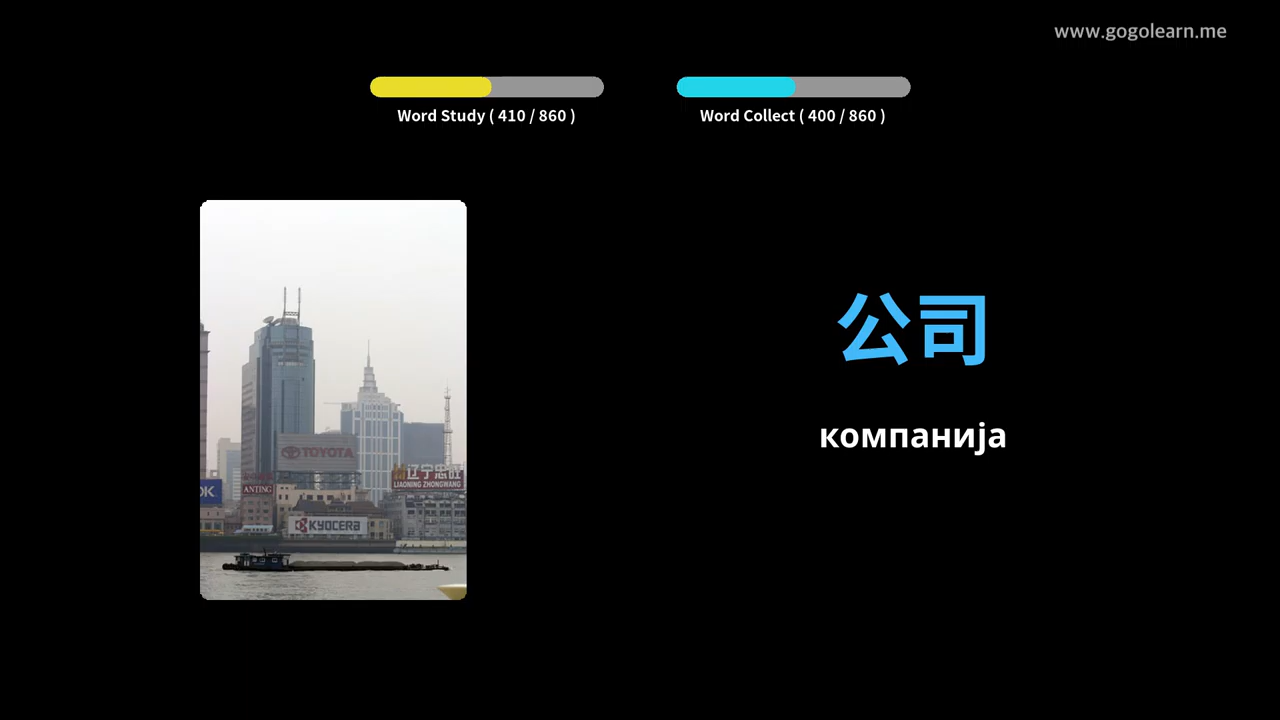 www.gogolearn.me
Word Study ( 410 / 860 )
Word Collect ( 400 / 860 )
公司
компанија
TOYOTA
辽宁忠旺
LIAONING ZHONGWANG
OK
ANTING
KYOCERA